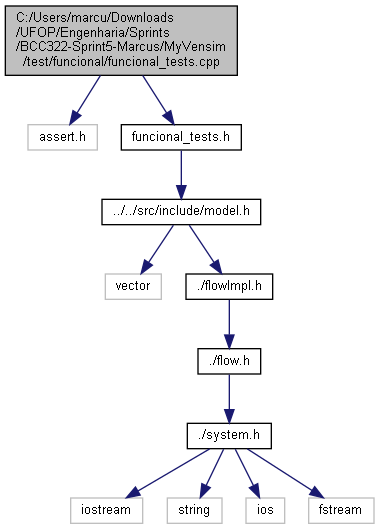 C:/Users/marcu/Downloads
/UFOP/Engenharia/Sprints
/BCC322-Sprint5-Marcus/MyVensim
/test/funcional/funcional_tests.cpp
assert.h
funcional_tests.h
../../src/include/model.h
vector
./flowImpl.h
./flow.h
./system.h
iostream
string
ios
fstream